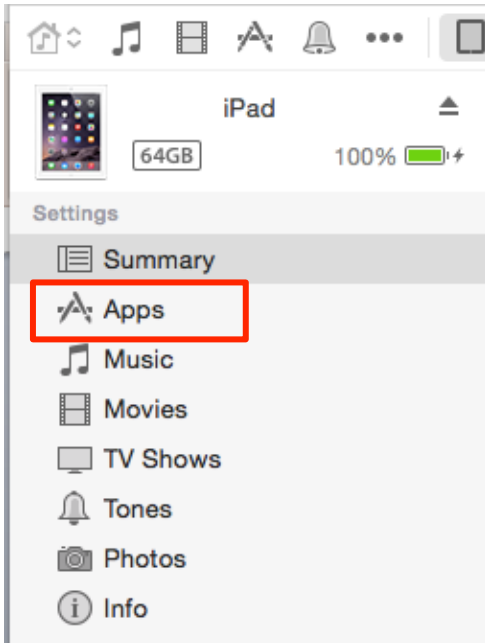 iPad
64GB
100%
Settings
Summary
Apps
Music
Movies
TV Shows
Tones
Photos
Info